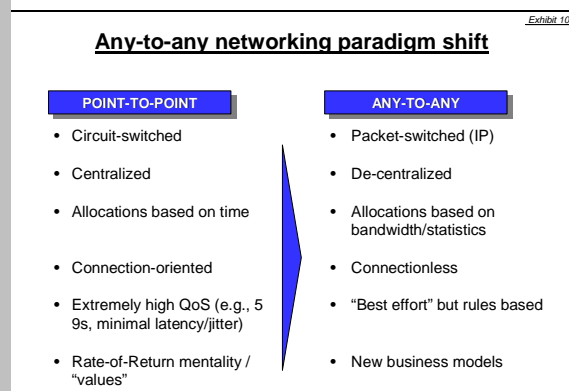 Exhibit 10
Any-to-any networking paradigm shift
POINT-TO-POINT
• Circuit-switched
• Centralized
• Allocations based on time
• Connection-oriented
• Extremely high QoS (e.g., 5
9s, minimal latency/jitter)
• Rate-of-Return mentality /
“values”
ANY-TO-ANY
• Packet-switched (IP)
• De-centralized
• Allocations based on
bandwidth/statistics
• Connectionless
• “Best effort” but rules based
• New business models